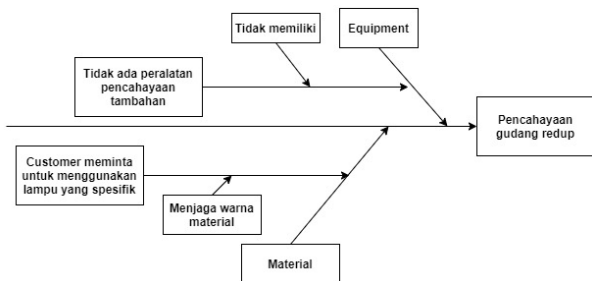 Tidak memiliki
Equipment
Tidak ada peralatan
pencahayaan
tambahan
Pencahayaan
gudang redup
Customer meminta
untuk menggunakan
lampu yang spesifik
Menjaga warna
material
Material